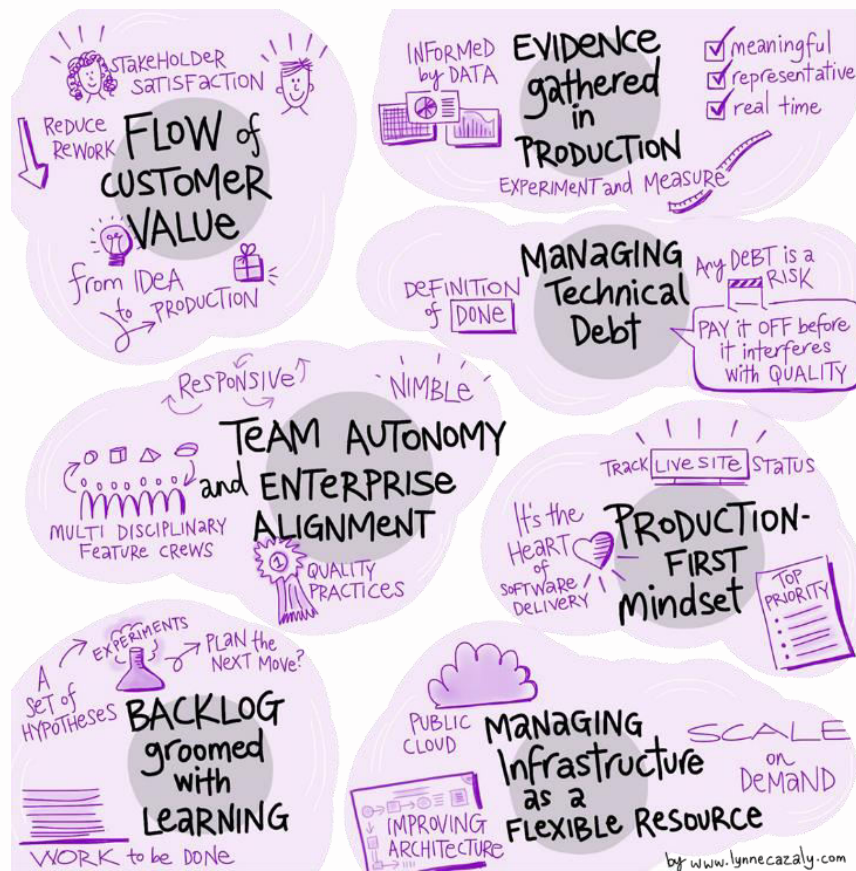 STAKEHOLDER
SATISFACTION
REDUCE
REWORK
FLOW of
CUSTOMER
VALUE
from IDEA
to
PRODUCTION
INFORMED
by DATA
EVIDENCE
gathered
in
PRODUCTION
meaningful
representative
real time
EXPERIMENT and MEASURE
MANAGING
Technical
Debt
DEFINITION
of DONE
Any DEBT is a
RISK
PAY it OFF before
it interferes
with QUALITY
RESPONSIVE
NIMBLE
TEAM AUTONOMY
and ENTERPRISE
ALIGNMENT
MULTI DISCIPLINARY
Feature CREWS
1
QUALITY
PRACTICES
TRACK LIVE SITE STATUS
It's the
HEART
of
SOFTWARE
DELIVERY
PRODUCTION-
FIRST
Mindset
TOP
PRIORITY
A
SET of
HYPOTHESES
EXPERIMENTS
PLAN the
NEXT MOVE?
BACKLOG
groomed
with
LEARNING
WORK to be DONE
PUBLIC
CLOUD
MANAGING
Infrastructure
as a
FLEXIBLE RESOURCE
SCALE
on
DEMAND
IMPROVING
ARCHITECTURE
by www.lynnecazaly.com